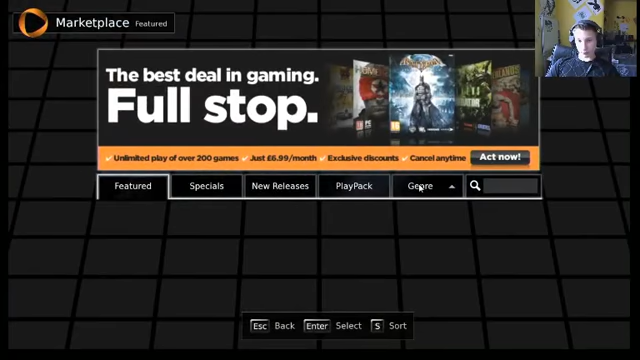 Marketplace Featured
The best deal in gaming.
Full stop.
✓ Unlimited play of over 200 games ✓ Just £6.99/month ✓ Exclusive discounts ✓ Cancel anytime Act now!
Featured Specials New Releases PlayPack Genre
Esc Back Enter Select S Sort